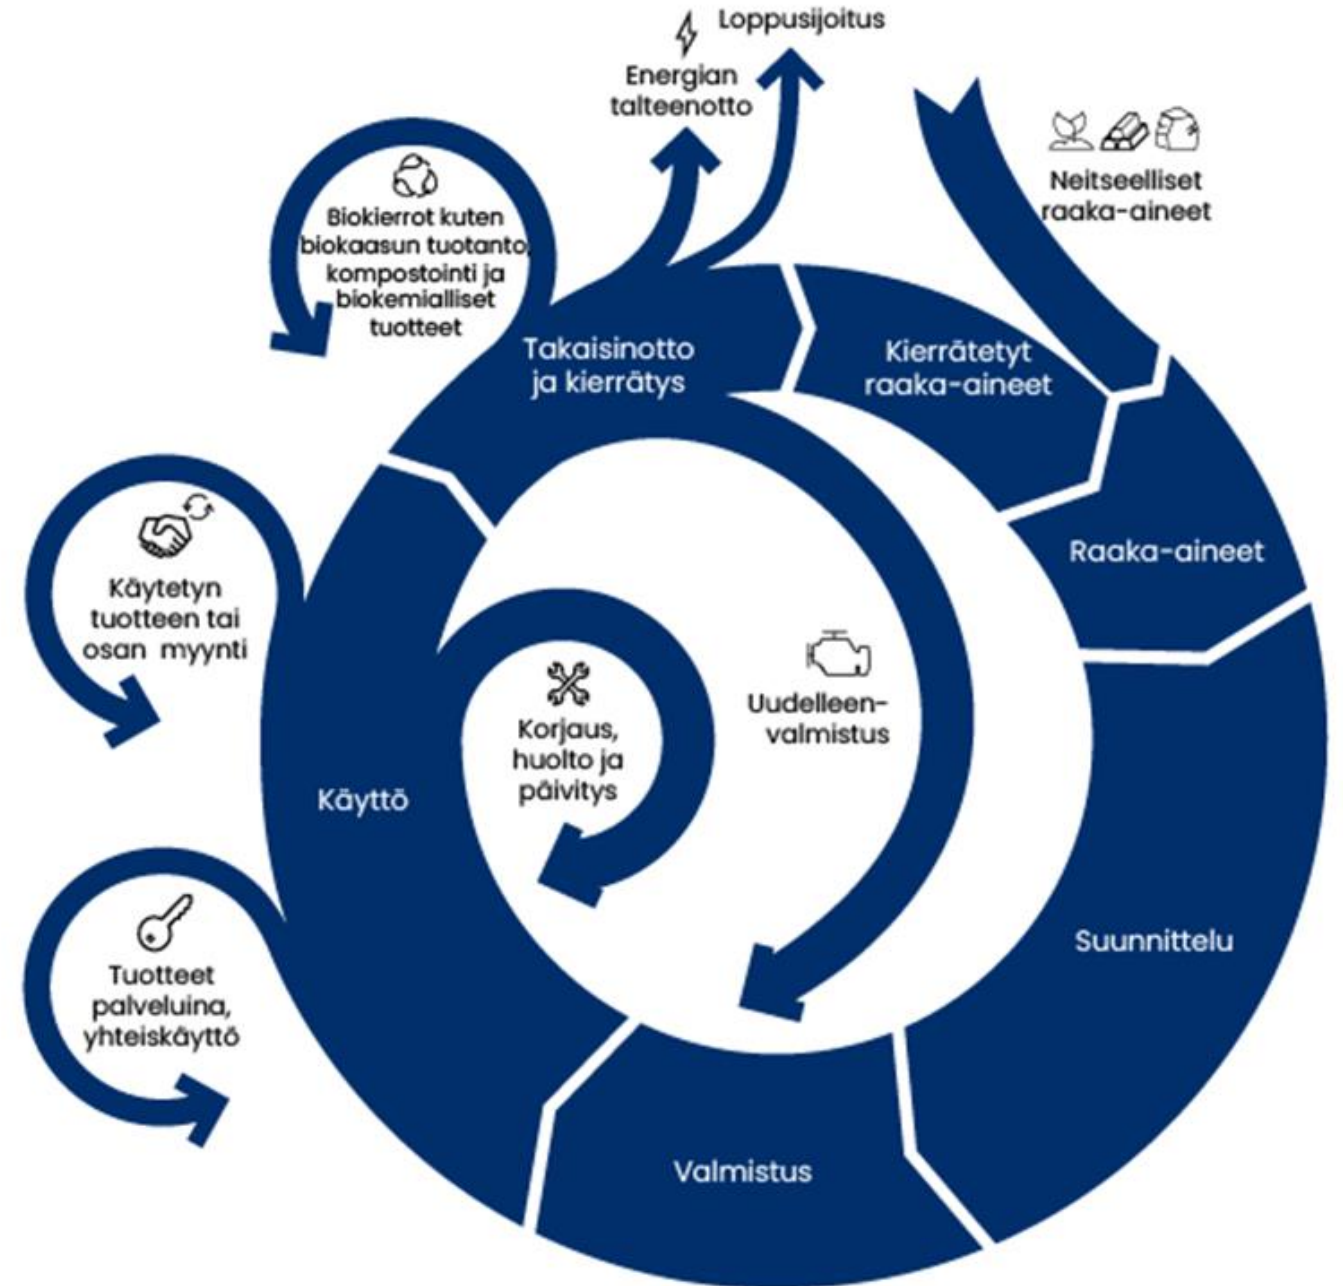 Loppusijoitus
Energian
talteenotto
Neitseelliset
raaka-aineet
Biokierrot kuten
biokaasun tuotanto,
kompostointi ja
biokemialliset
tuotteet
Takaisinotto
ja kierrätys
Kierrätetyt
raaka-aineet
Raaka-aineet
Käytetyn
tuotteen tai
osan myynti
Korjaus,
huolto ja
päivitys
Uudelleen-
valmistus
Käyttö
Suunnittelu
Tuotteet
palveluina,
yhteiskäyttö
Valmistus